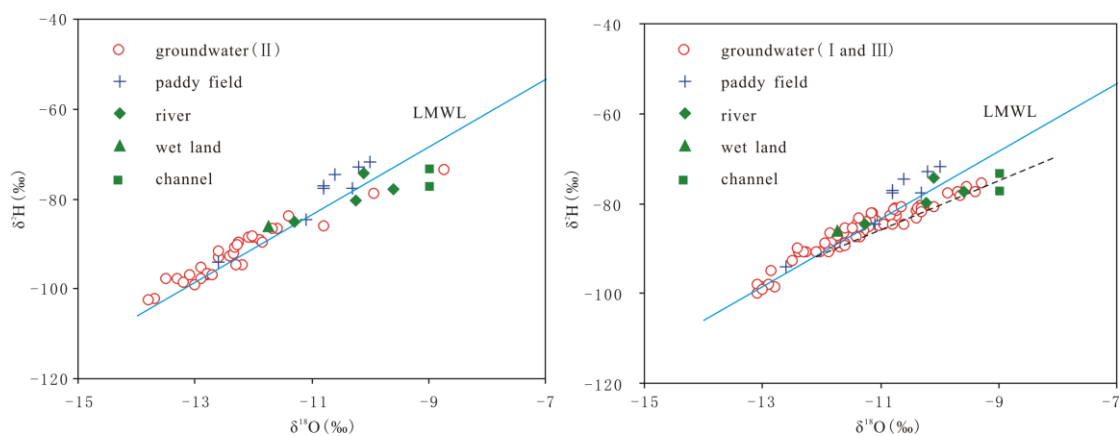 -40
groundwater(II)
paddy field
LMWL
-60
river
wet land
channel
-80
-100
-120
-15
-13
-11
-9
-7
δ²H(‰)
δ¹⁸O(‰)
-40
groundwater(I and III)
paddy field
LMWL
-60
river
wet land
channel
-80
-100
-120
-15
-13
-11
-9
-7
δ²H(‰)
δ¹⁸O(‰)